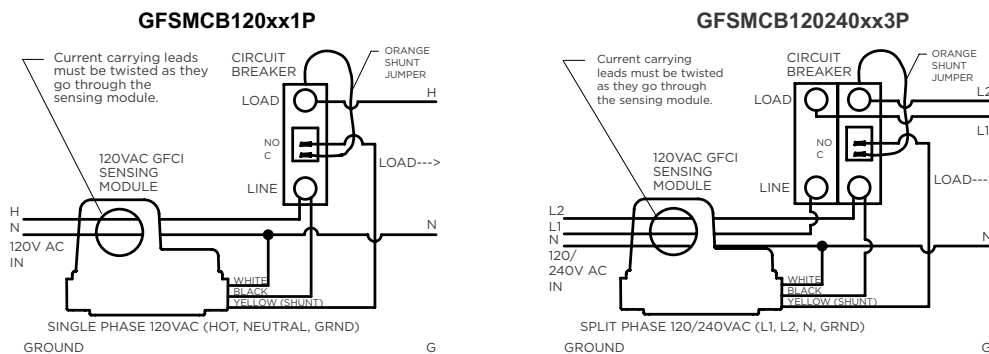 GFSMCB120xx1P
Current carrying leads
must be twisted as they
go through the
sensing module.
CIRCUIT
BREAKER
ORANGE
SHUNT
JUMPER
LOAD
H
NO
C
120VAC GFCI
SENSING
MODULE
LOAD--->
LINE
H
N
N
120V AC
IN
WHITE
BLACK
YELLOW (SHUNT)
SINGLE PHASE 120VAC (HOT, NEUTRAL, GRND)
GROUND
G
GFSMCB120240xx3P
Current carrying
leads must be twisted
as they go through
the sensing module.
CIRCUIT
BREAKER
ORANGE
SHUNT
JUMPER
LOAD
L2
L1
NO
C
120VAC GFCI
SENSING
MODULE
LOAD---
LINE
L2
L1
N
N
120/
240V AC
IN
WHITE
BLACK
YELLOW (SHUNT)
SPLIT PHASE 120/240VAC (L1, L2, N, GRND)
GROUND
G